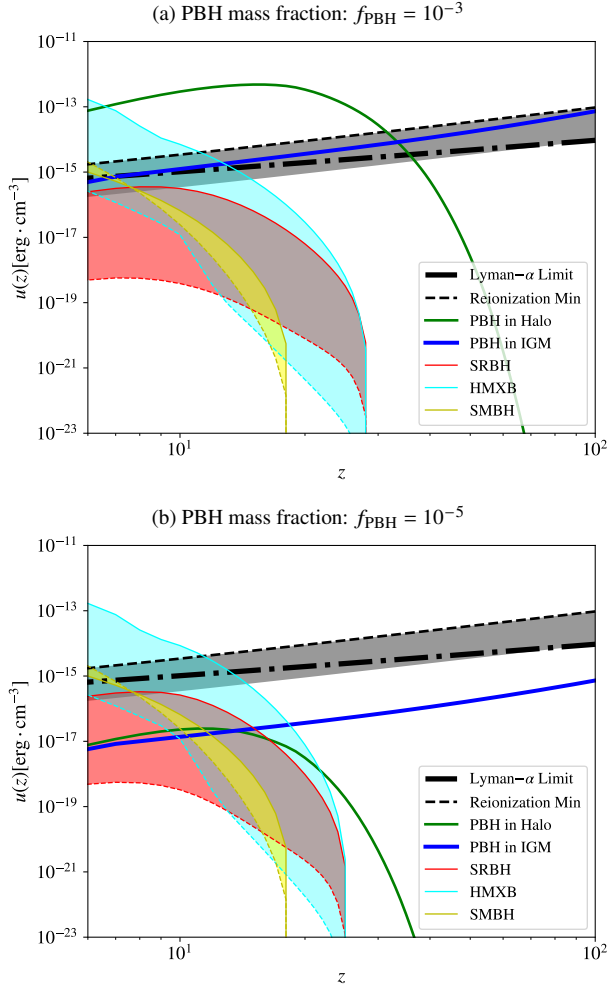 (a) PBH mass fraction: f_PBH = 10^−3
10^−11
10^−13
10^−15
10^−17
10^−19
10^−21
10^−23
u(z)[erg · cm^−3]
Lyman−α Limit
Reionization Min
PBH in Halo
PBH in IGM
SRBH
HMXB
SMBH
10^1
10^2
z
(b) PBH mass fraction: f_PBH = 10^−5
10^−11
10^−13
10^−15
10^−17
10^−19
10^−21
10^−23
u(z)[erg · cm^−3]
Lyman−α Limit
Reionization Min
PBH in Halo
PBH in IGM
SRBH
HMXB
SMBH
10^1
10^2
z